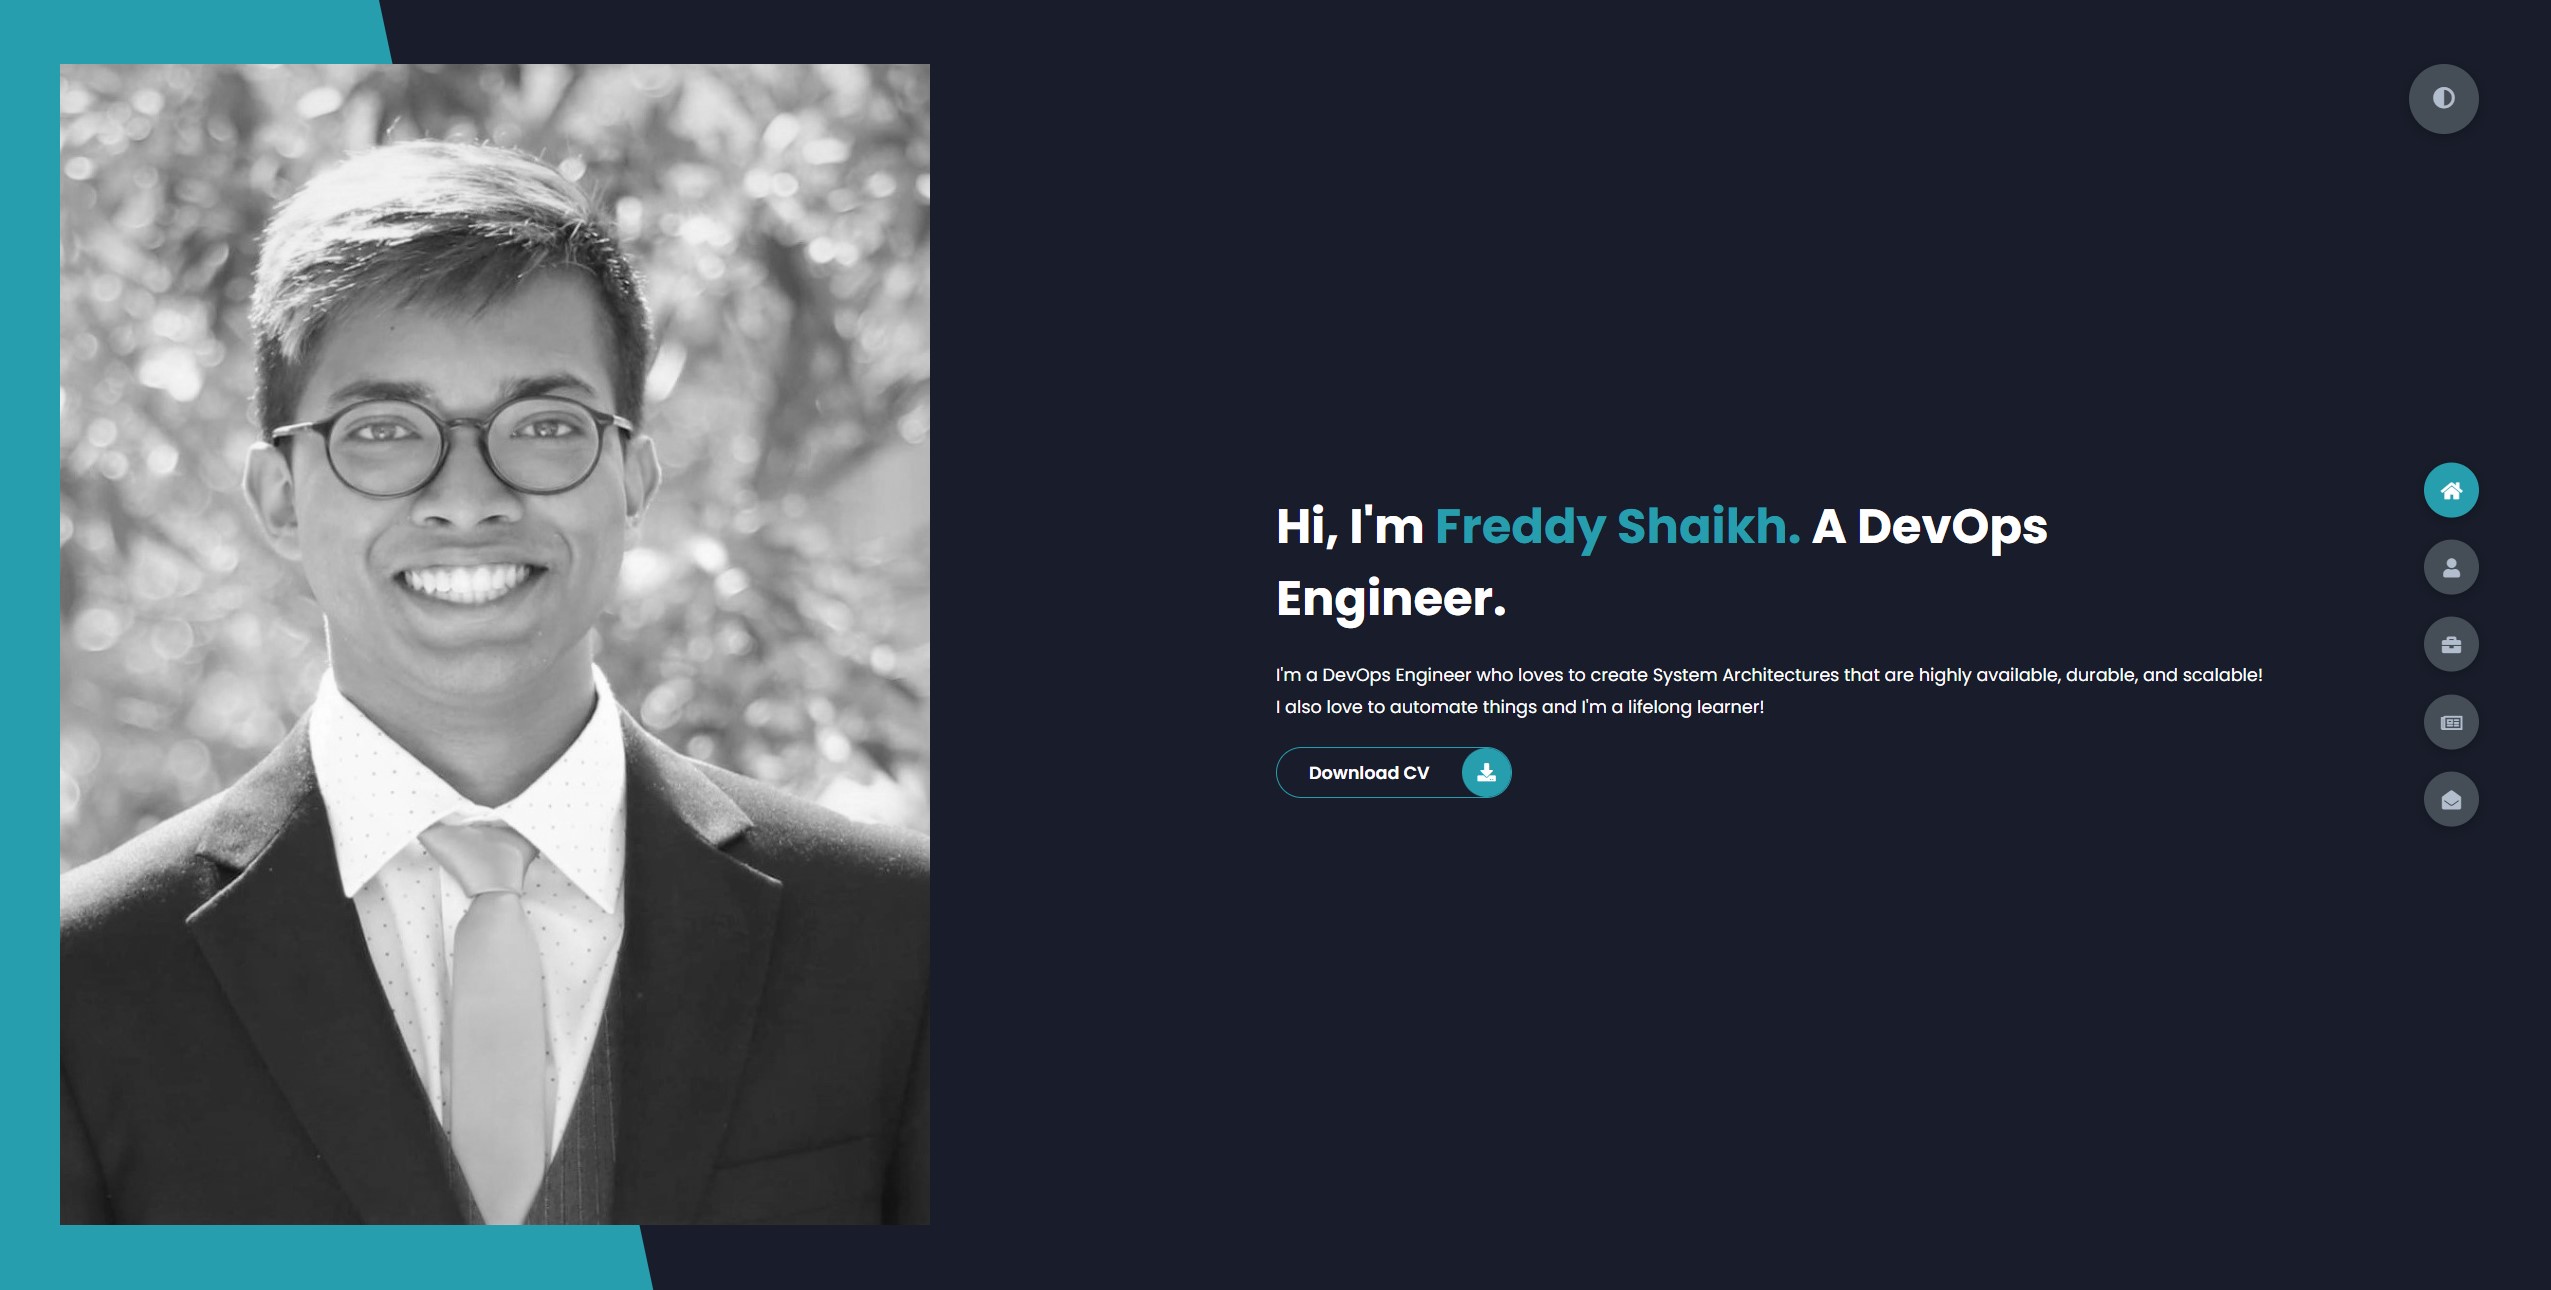 Hi, I'm Freddy Shaikh. A DevOps
Engineer.
I'm a DevOps Engineer who loves to create System Architectures that are highly available, durable, and scalable!
I also love to automate things and I'm a lifelong learner!
Download CV